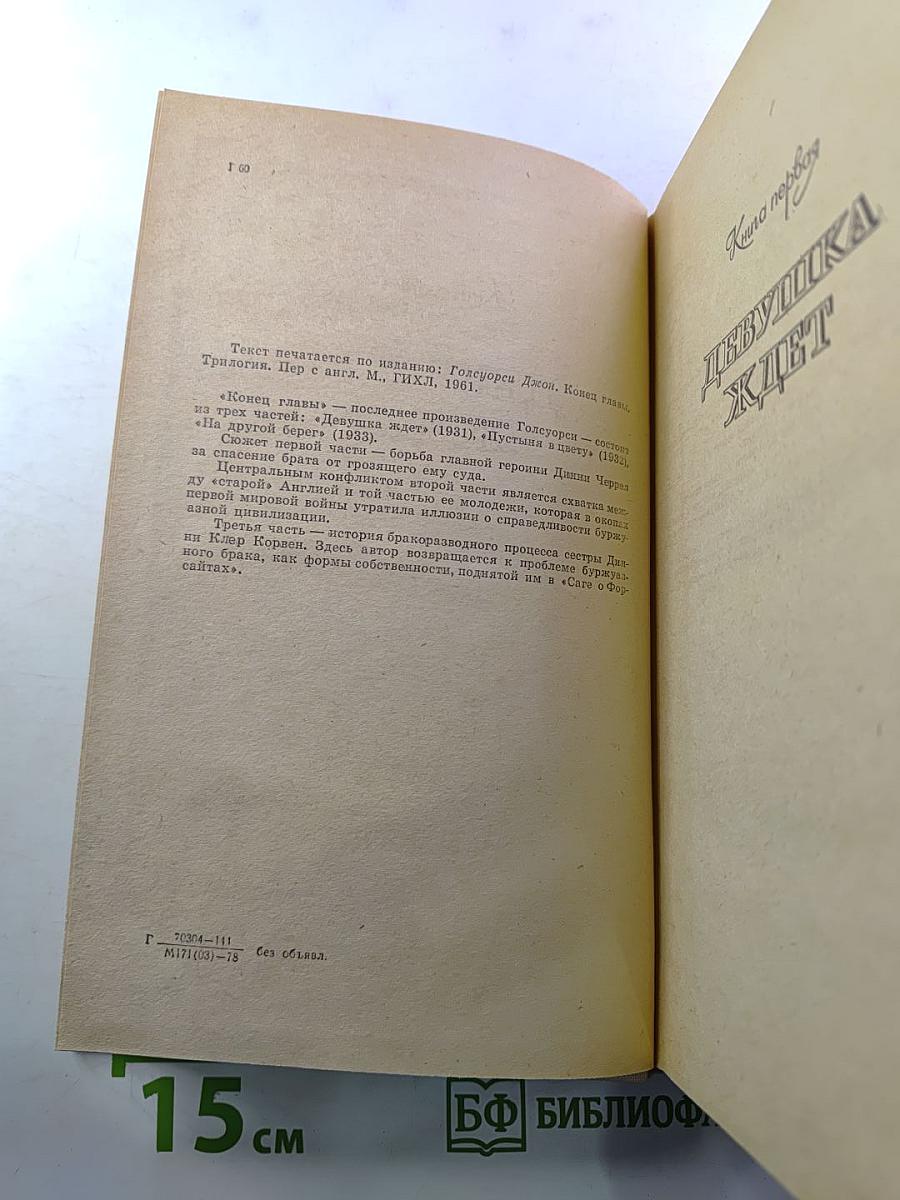 Г 60
Текст печатается по изданию: Голсуорси Джон. Конец главы.
Трилогия. Пер с англ. М., ГИХЛ, 1961.
«Конец главы» — последнее произведение Голсуорси — состоит
из трех частей: «Девушка ждет» (1931), «Пустыня в цвету» (1932),
«На другой берег» (1933).
Сюжет первой части — борьба главной героини Динни Черрел
за спасение брата от грозящего ему суда.
Центральным конфликтом второй части является схватка меж-
ду «старой» Англией и той частью ее молодежи, которая в окопах
первой мировой войны утратила иллюзии о справедливости буржу-
азной цивилизации.
Третья часть — история бракоразводного процесса сестры Дин-
ни Клер Корвен. Здесь автор возвращается к проблеме буржуаз-
ного брака, как формы собственности, поднятой им в «Саге о Фор-
сайтах».
Г 70304—111
М171(03)—78 без объявл.
Книга первая
ДЕВУШКА
ЖДЕТ
15 см
БФ БИБЛИОФ